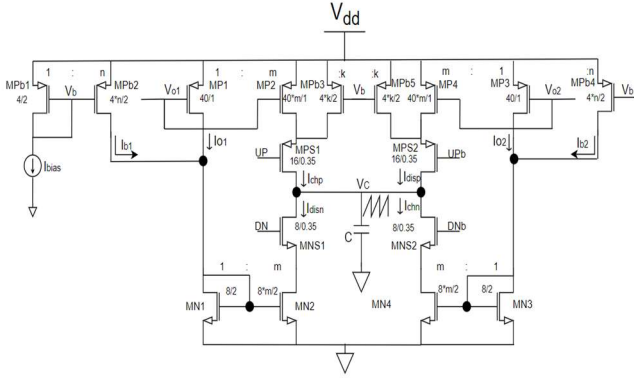 Vdd
1 : n 1 : m :k :k m : 1 :n
MPb1 MPb2 MP1 MP2 MPb3 MPb5 MP4 MP3 MPb4
4/2 Vb 4*n/2 Vo1 40/1 40*m/1 4*k/2 Vb 4*k/2 40*m/1 40/1 Vo2 4*n/2 Vb
Ib1 Io1 MPS1 MPS2 Io2 Ib2
UP 16/0.35 16/0.35 UPb
Ibias
Ichp Vc Idisp
Idisn Ichn
DN 8/0.35 C 8/0.35 DNb
MNS1 MNS2
1 : m m : 1
8/2 8*m/2 8*m/2 8/2
MN1 MN2 MN4 MN3